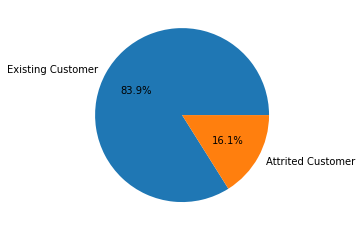 Existing Customer
83.9%
16.1%
Attrited Customer